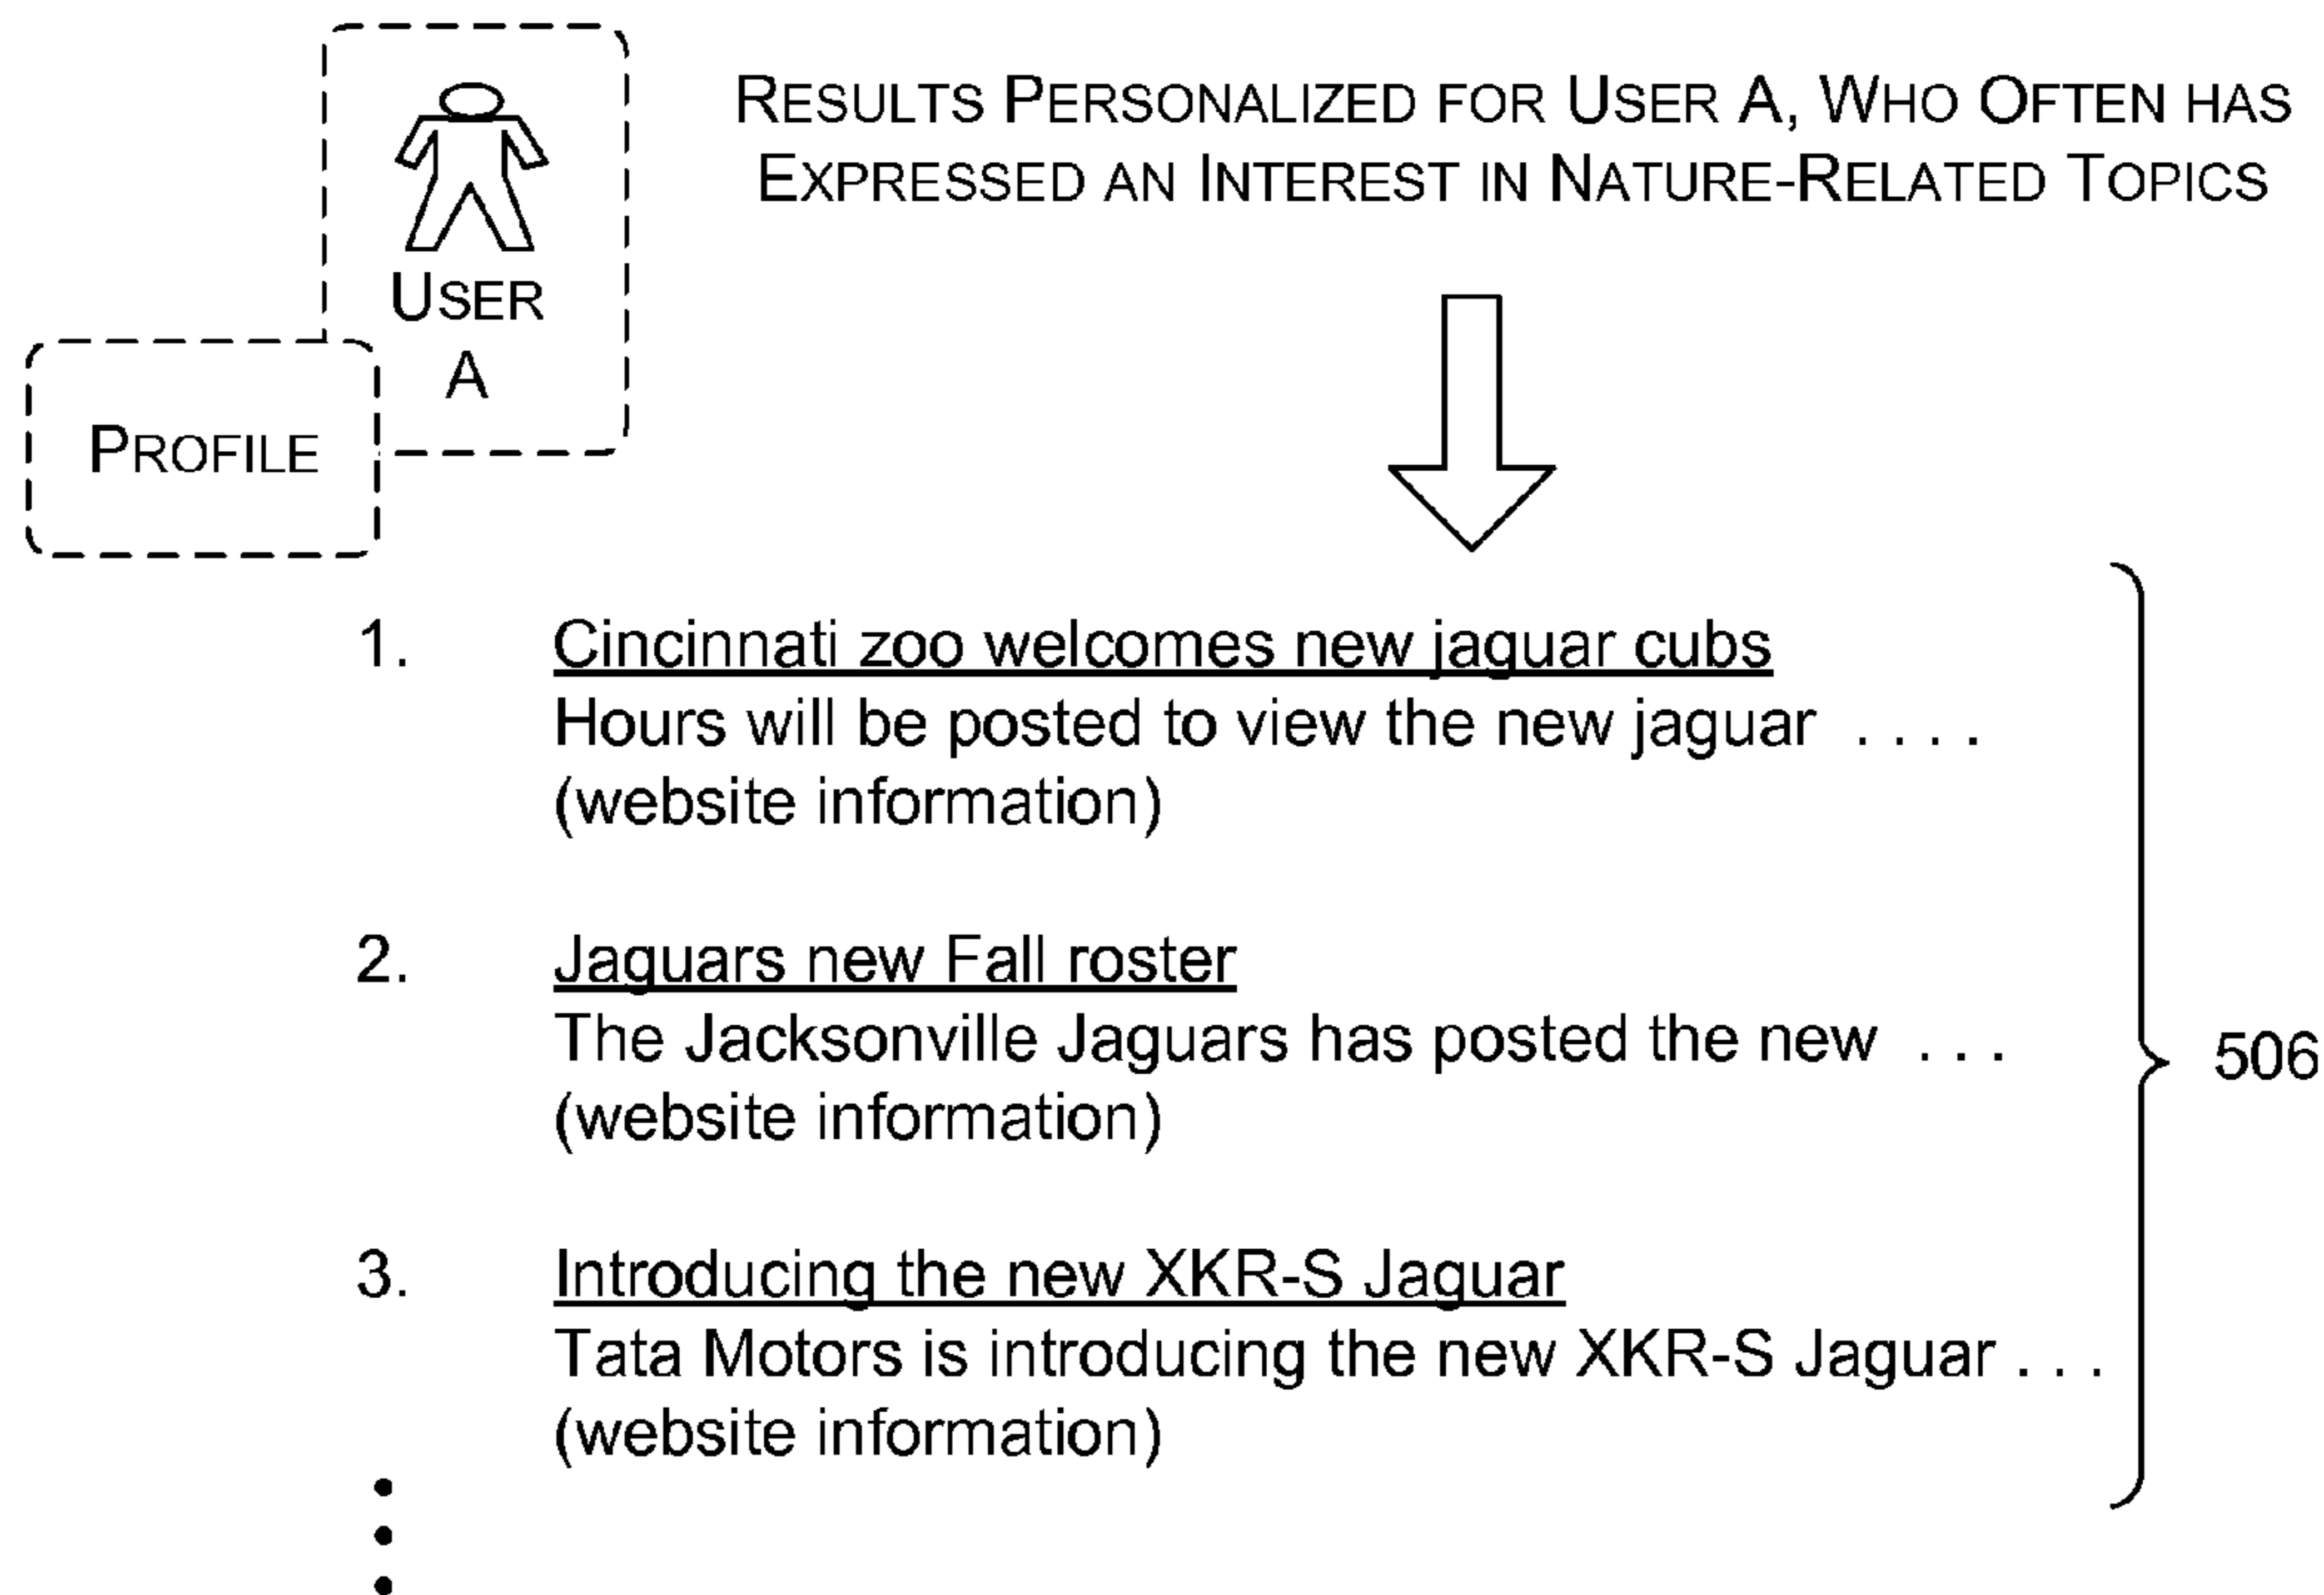 RESULTS PERSONALIZED FOR USER A, WHO OFTEN HAS
EXPRESSED AN INTEREST IN NATURE-RELATED TOPICS
USER
A
PROFILE
1. Cincinnati zoo welcomes new jaguar cubs
Hours will be posted to view the new jaguar . . . .
(website information)
2. Jaguars new Fall roster
The Jacksonville Jaguars has posted the new . . .
(website information)
506
3. Introducing the new XKR-S Jaguar
Tata Motors is introducing the new XKR-S Jaguar . . .
(website information)